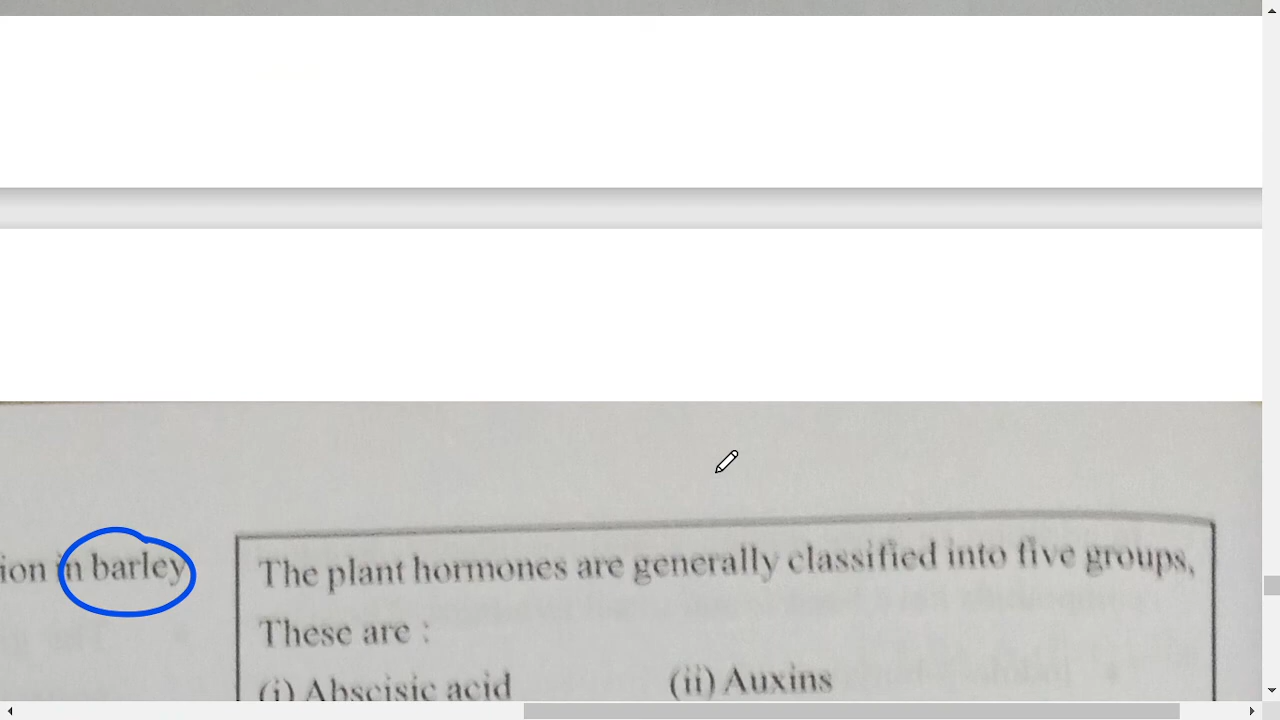 ion in barley
The plant hormones are generally classified into five groups,
These are :
(i) Abscisic acid (ii) Auxins